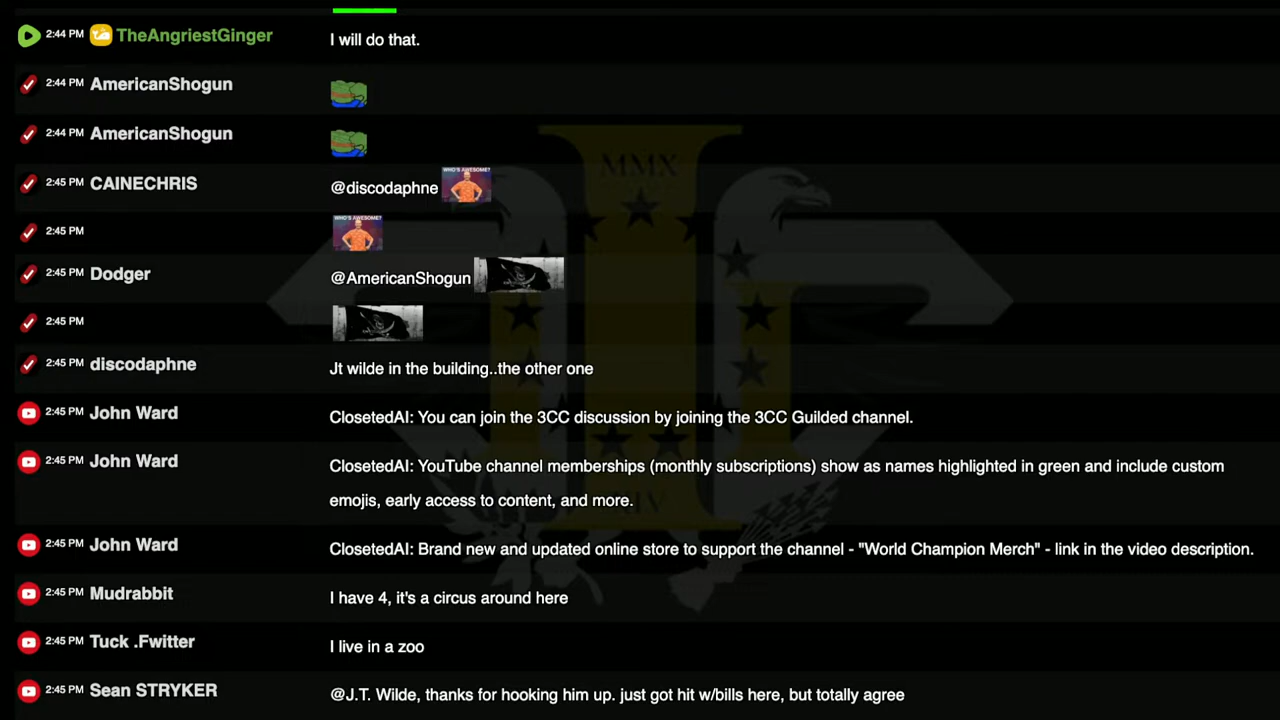 2:44 PM TheAngriestGinger I will do that.
2:44 PM AmericanShogun
2:44 PM AmericanShogun
2:45 PM CAINECHRIS @discodaphne WHO'S AWESOME?
2:45 PM WHO'S AWESOME?
2:45 PM Dodger @AmericanShogun
2:45 PM
2:45 PM discodaphne Jt wilde in the building..the other one
2:45 PM John Ward ClosetedAI: You can join the 3CC discussion by joining the 3CC Guilded channel.
2:45 PM John Ward ClosetedAI: YouTube channel memberships (monthly subscriptions) show as names highlighted in green and include custom
emojis, early access to content, and more.
2:45 PM John Ward ClosetedAI: Brand new and updated online store to support the channel - "World Champion Merch" - link in the video description.
2:45 PM Mudrabbit I have 4, it's a circus around here
2:45 PM Tuck .Fwitter I live in a zoo
2:45 PM Sean STRYKER @J.T. Wilde, thanks for hooking him up. just got hit w/bills here, but totally agree
MMX